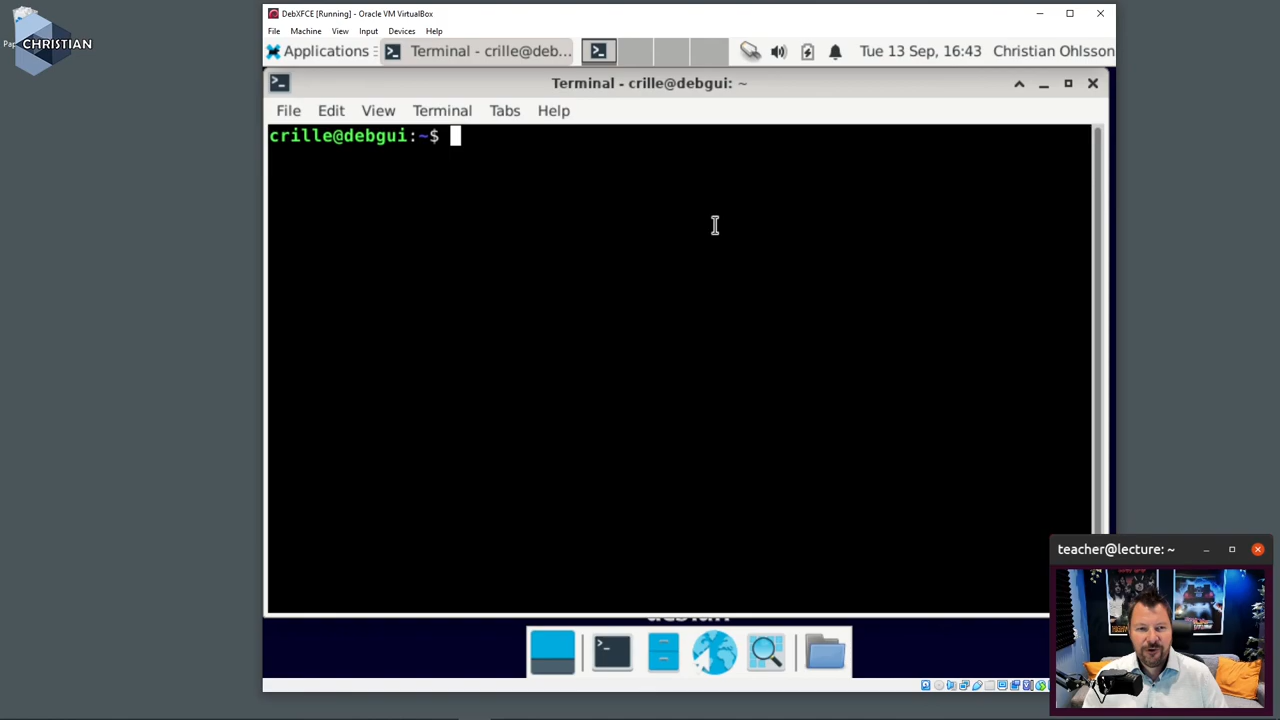 CHRISTIAN
Pap
DebXFCE [Running] - Oracle VM VirtualBox
File Machine View Input Devices Help
Applications Terminal - crille@deb... Tue 13 Sep, 16:43 Christian Ohlsson
Terminal - crille@debgui: ~
File Edit View Terminal Tabs Help
crille@debgui:~$
teacher@lecture: ~